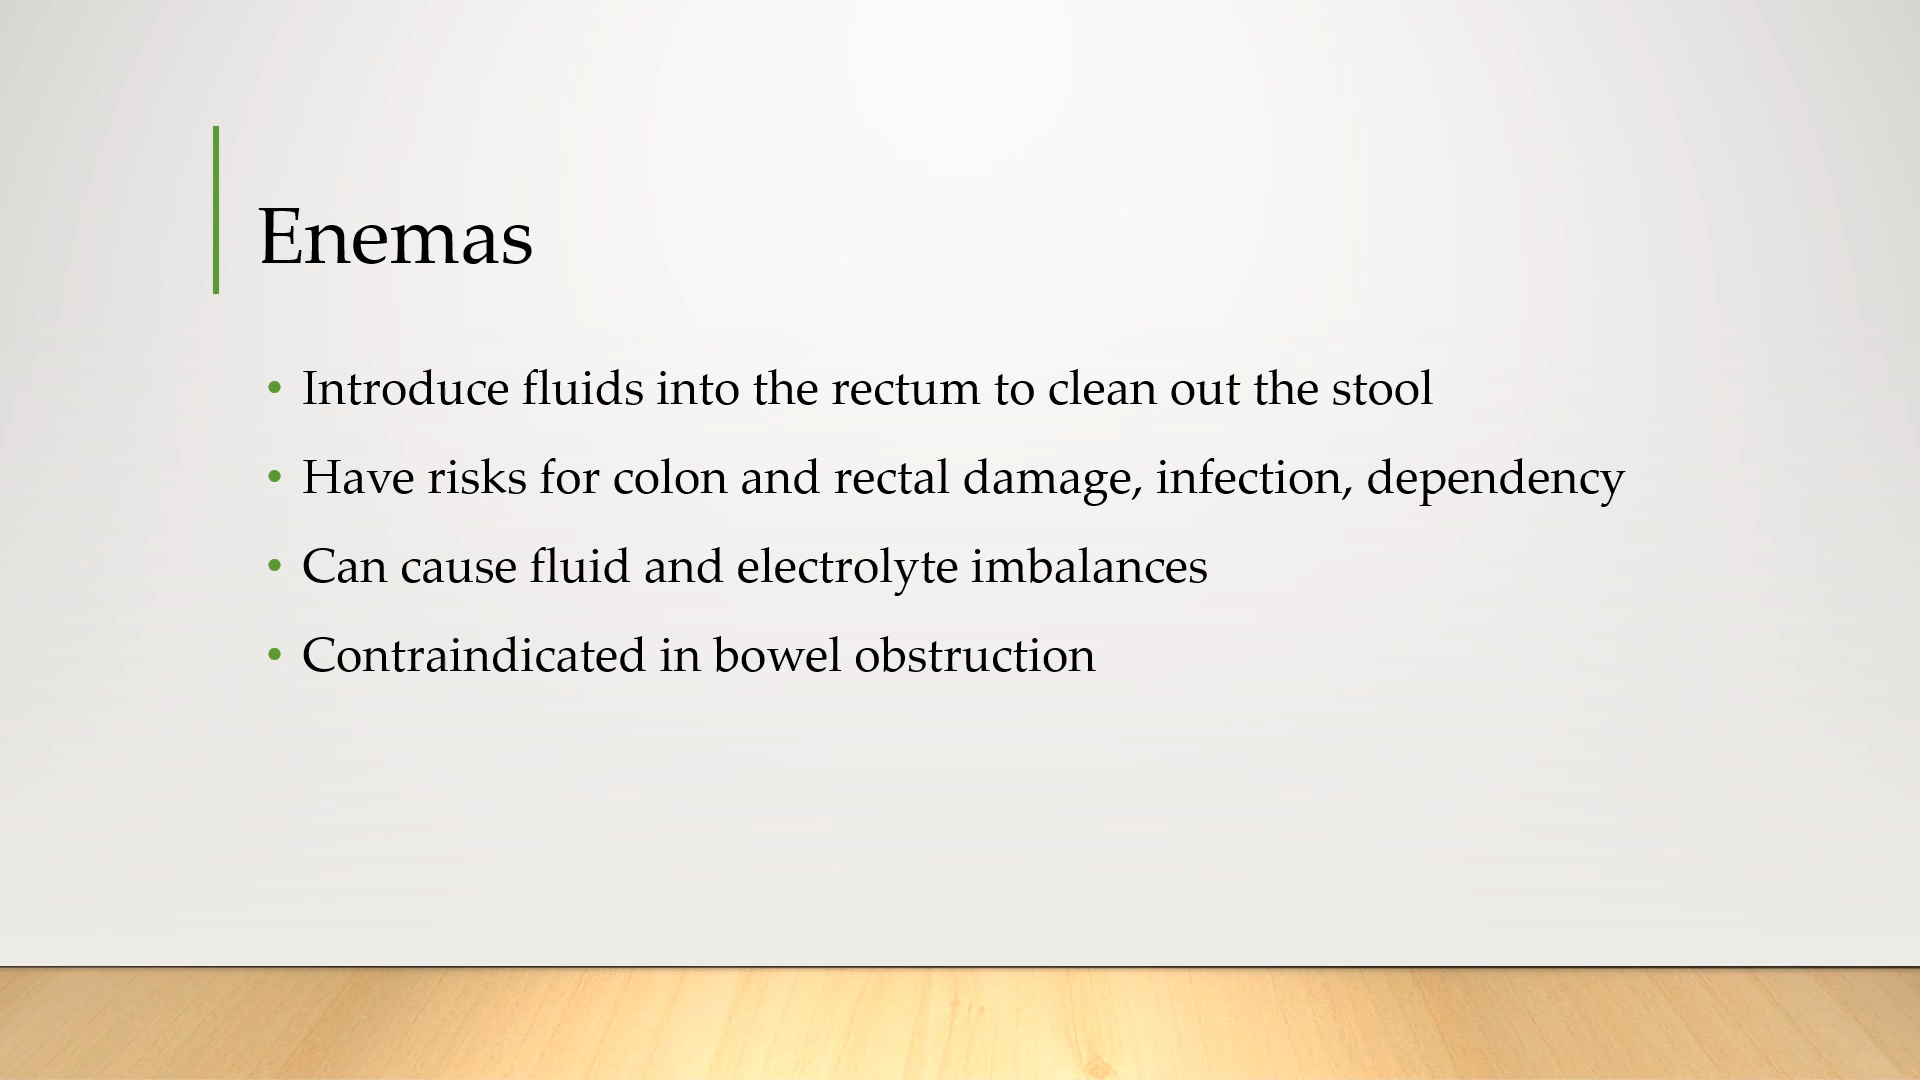 Enemas
• Introduce fluids into the rectum to clean out the stool
• Have risks for colon and rectal damage, infection, dependency
• Can cause fluid and electrolyte imbalances
• Contraindicated in bowel obstruction